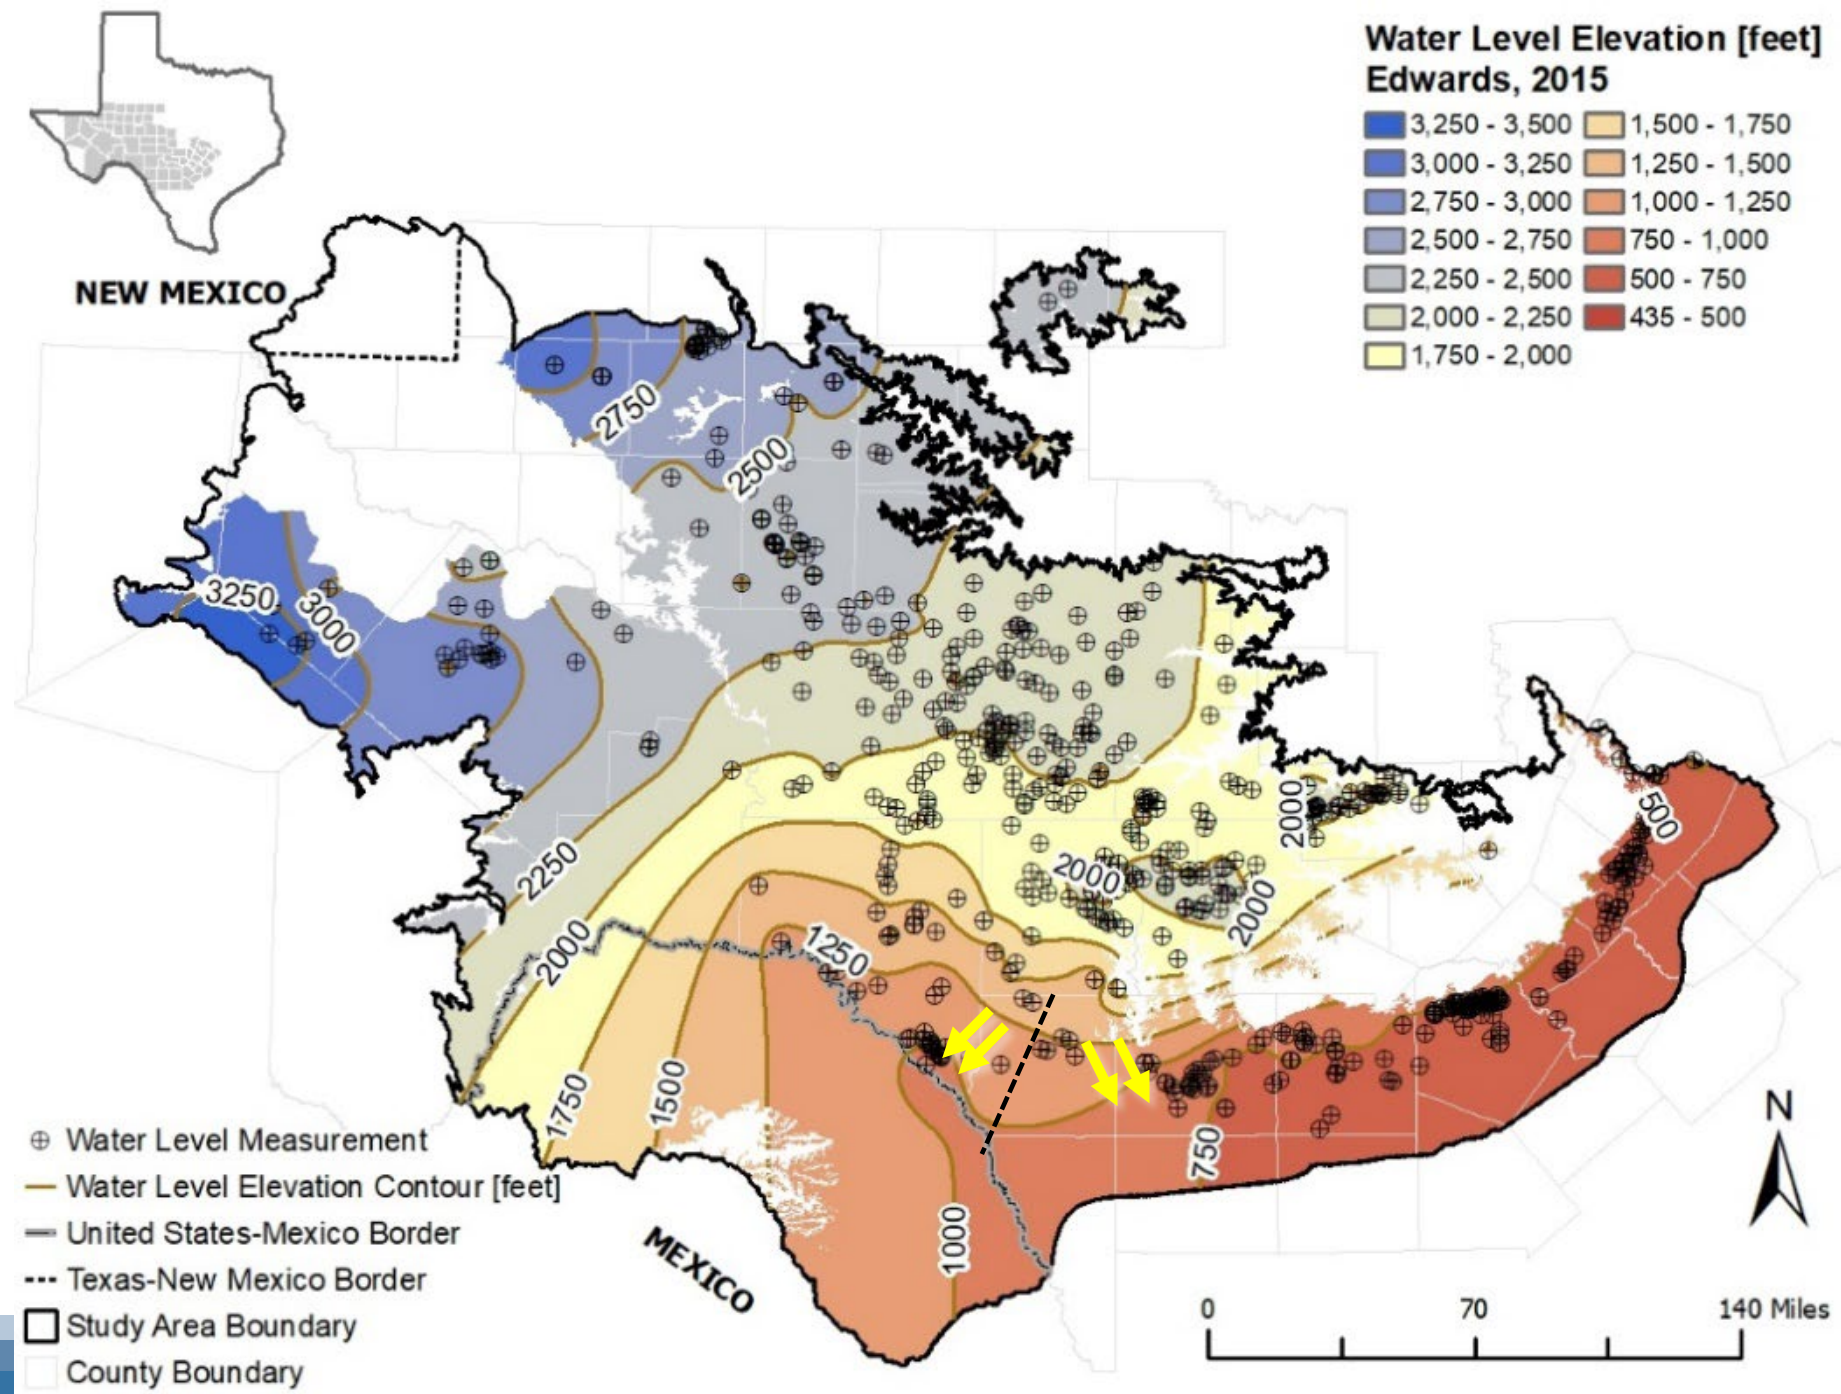 Water Level Elevation [feet]
Edwards, 2015
3,250 - 3,500
1,500 - 1,750
3,000 - 3,250
1,250 - 1,500
2,750 - 3,000
1,000 - 1,250
2,500 - 2,750
750 - 1,000
2,250 - 2,500
500 - 750
2,000 - 2,250
435 - 500
1,750 - 2,000
NEW MEXICO
2750
2500
3250
3000
500
2000
2250
2000
2000
2000
1250
1750
1500
750
1000
N
MEXICO
Water Level Measurement
Water Level Elevation Contour [feet]
United States-Mexico Border
Texas-New Mexico Border
Study Area Boundary
County Boundary
0 70 140 Miles